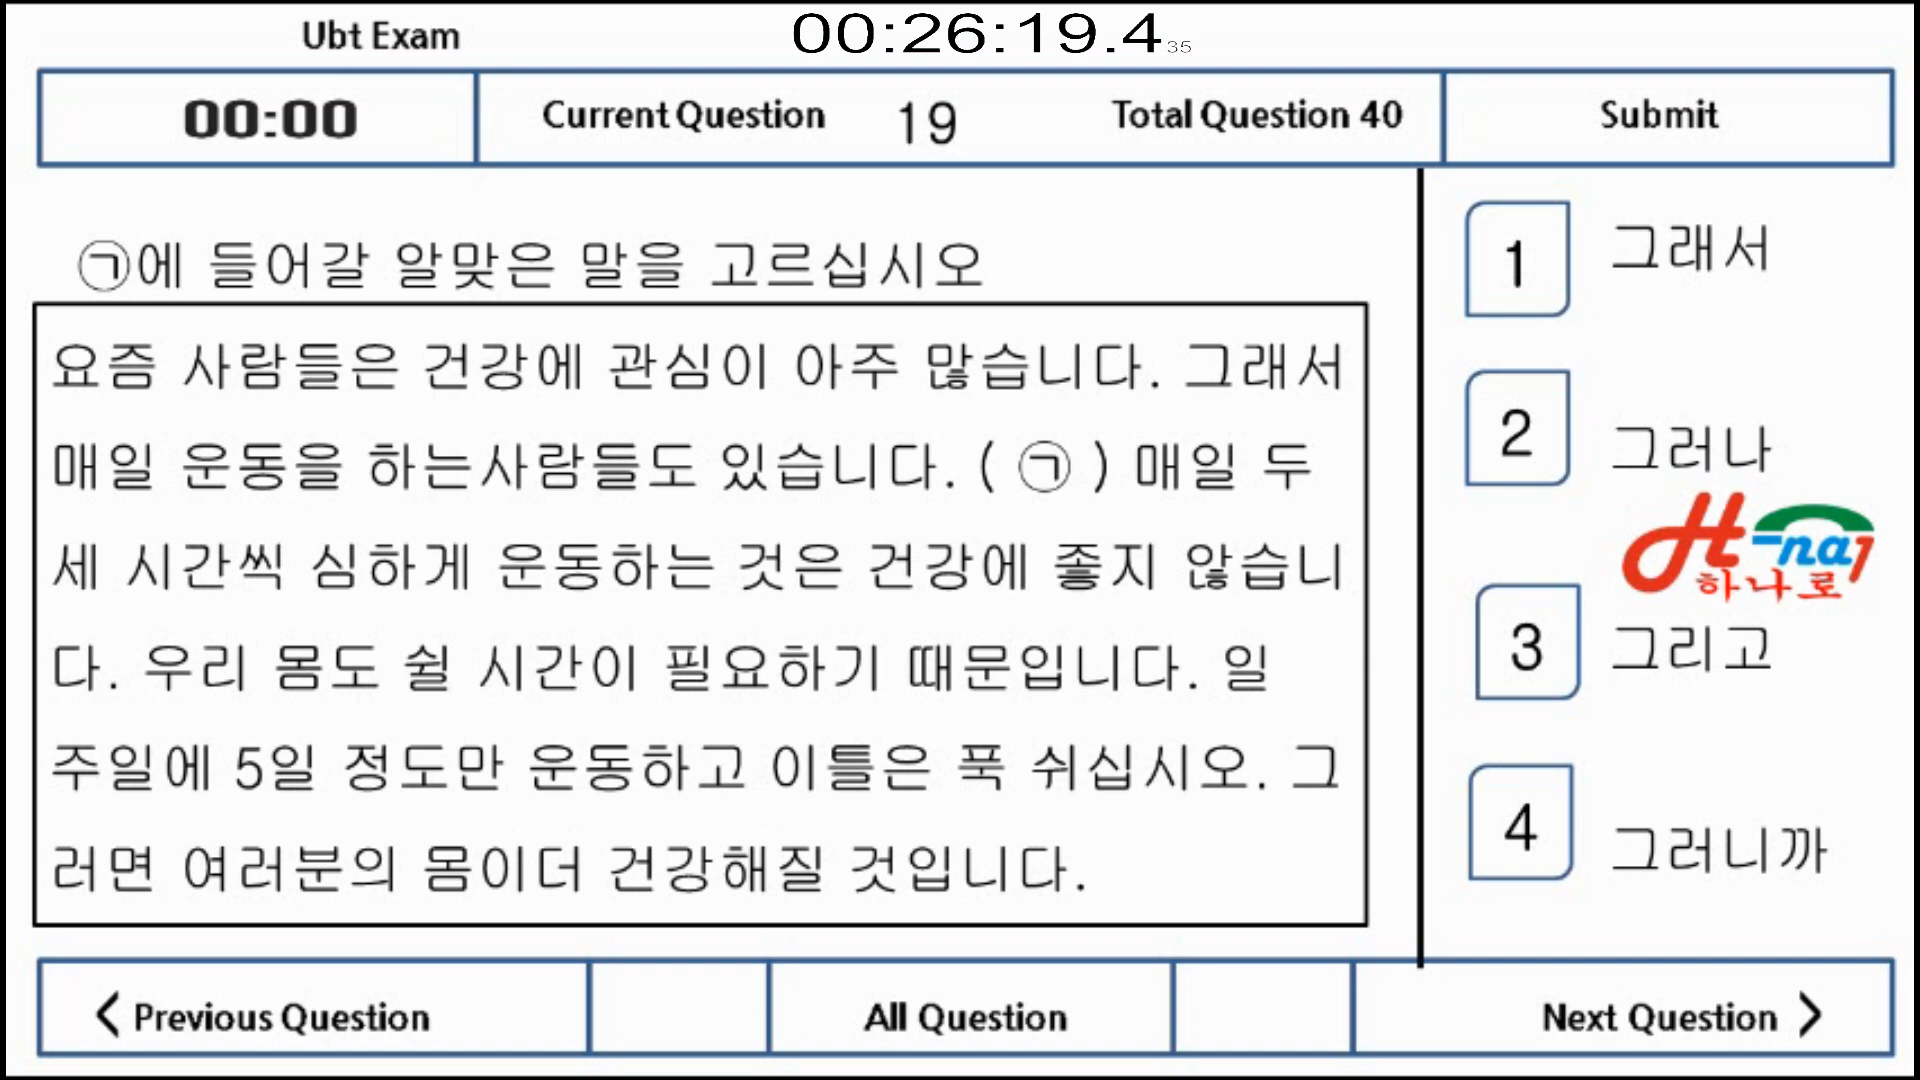 Ubt Exam
00:26:19.435
00:00
Current Question 19
Total Question 40
Submit
㉠에 들어갈 알맞은 말을 고르십시오
요즘 사람들은 건강에 관심이 아주 많습니다. 그래서
매일 운동을 하는사람들도 있습니다. ( ㉠ ) 매일 두
세 시간씩 심하게 운동하는 것은 건강에 좋지 않습니
다. 우리 몸도 쉴 시간이 필요하기 때문입니다. 일
주일에 5일 정도만 운동하고 이틀은 푹 쉬십시오. 그
러면 여러분의 몸이더 건강해질 것입니다.
1 그래서
2 그러나
H-na로
하나로
3 그리고
4 그러니까
< Previous Question
All Question
Next Question >